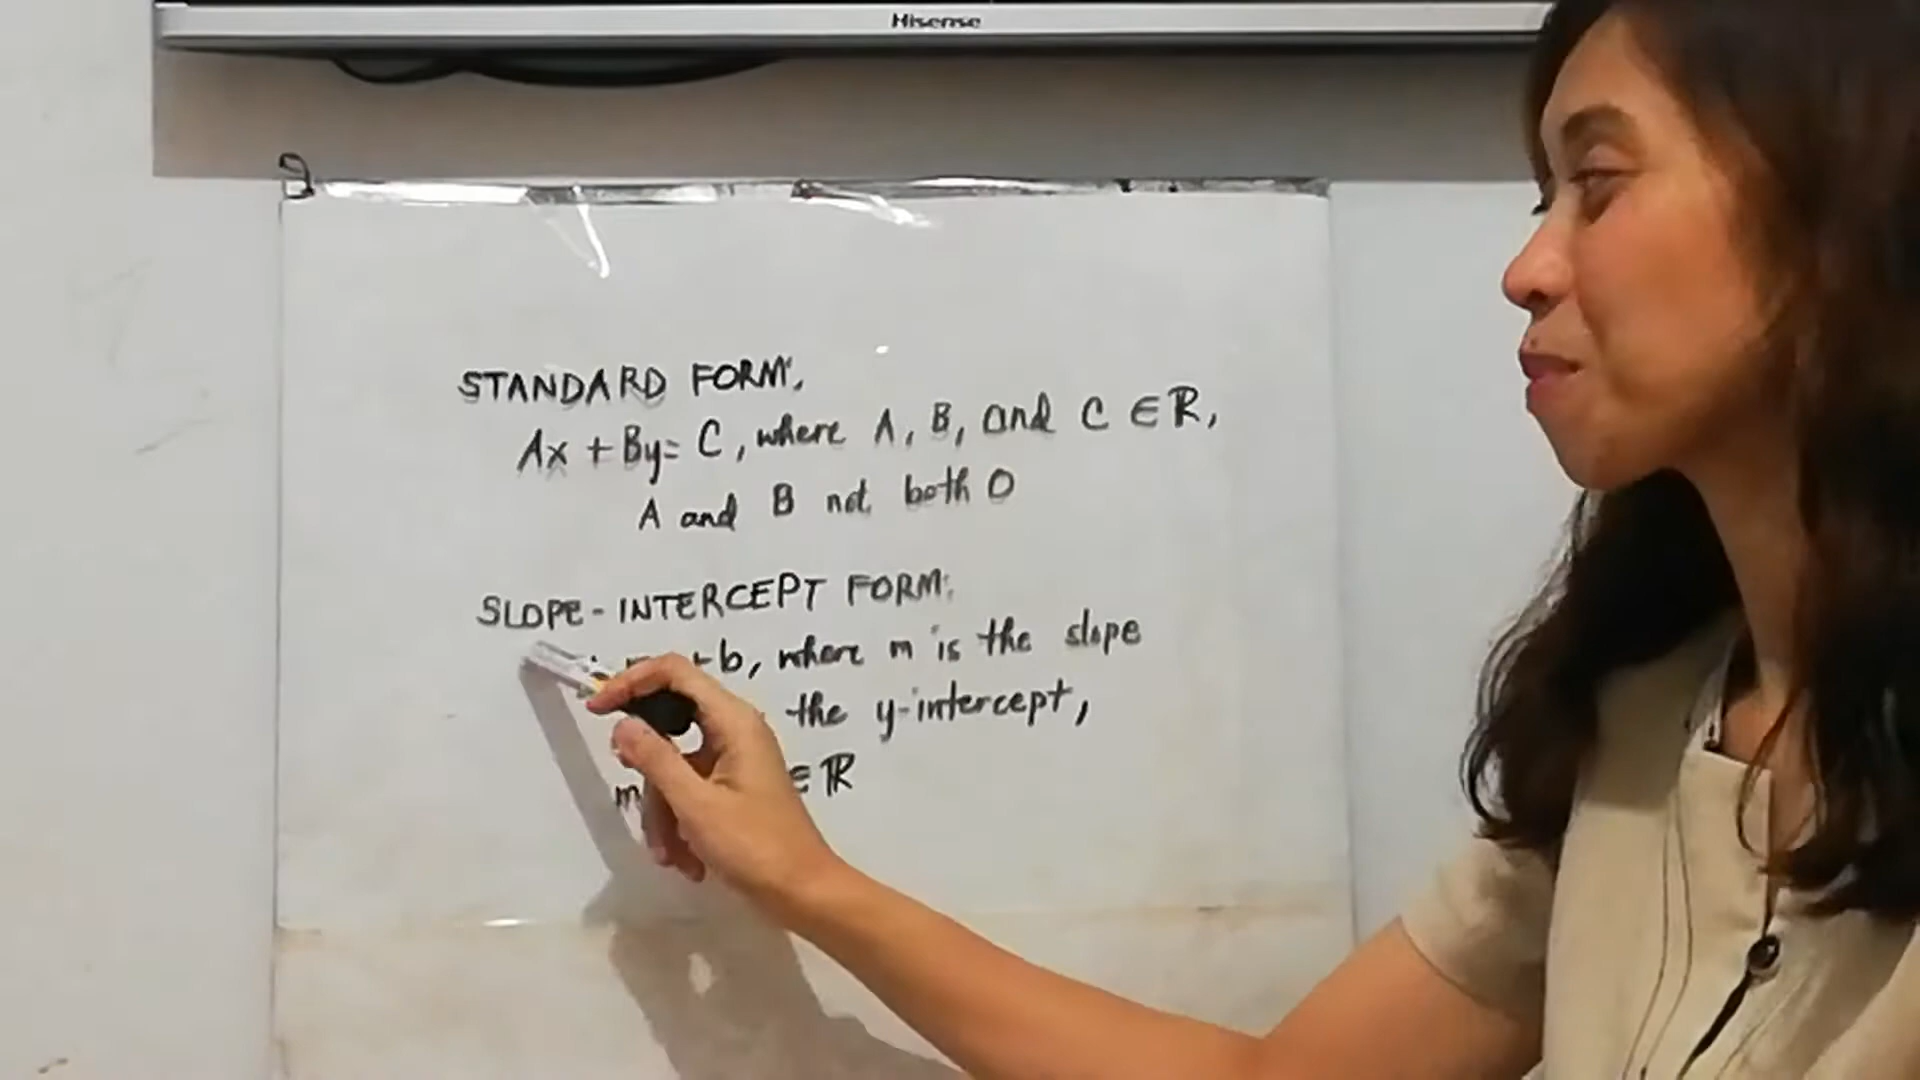 Hisense
STANDARD FORM:
Ax + By = C, where A, B, and C ∈ ℝ,
A and B not both 0
SLOPE-INTERCEPT FORM:
+ b, where m is the slope
the y-intercept,
m ∈ ℝ